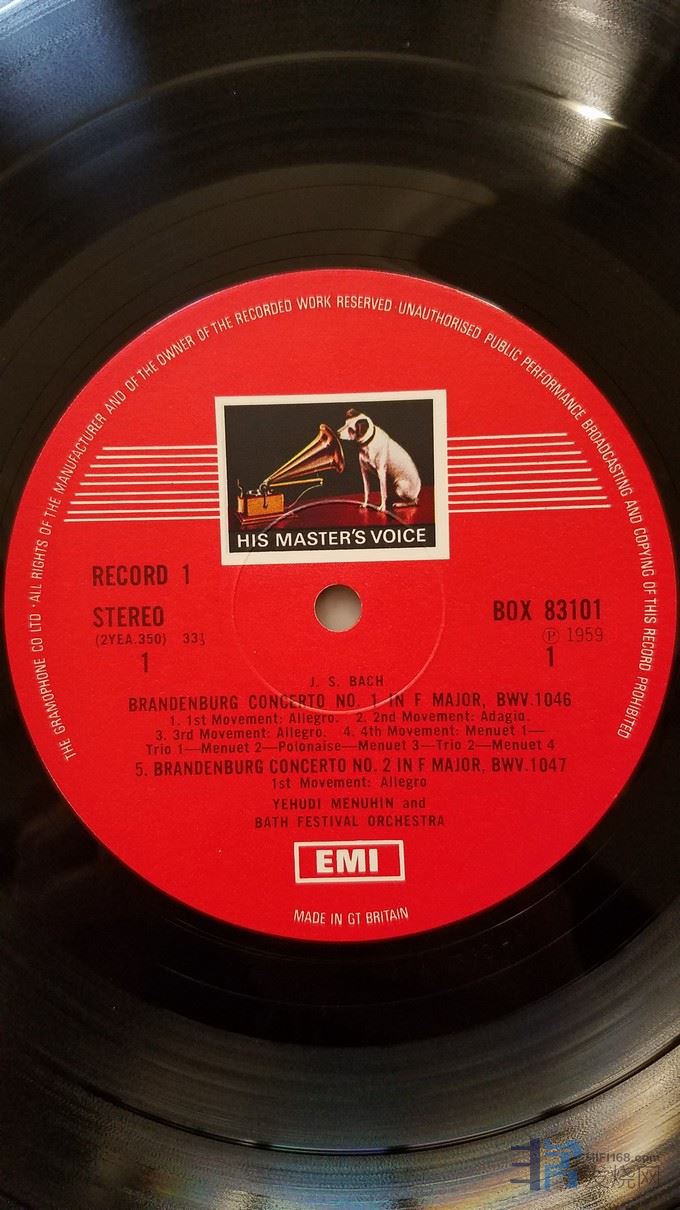 THE GRAMOPHONE CO LTD · ALL RIGHTS OF THE MANUFACTURER AND OF THE OWNER OF THE RECORDED WORK RESERVED · UNAUTHORISED PUBLIC PERFORMANCE BROADCASTING AND COPYING OF THIS RECORD PROHIBITED
HIS MASTER'S VOICE
RECORD 1
STEREO
(2YEA.350) 33⅓
1
BOX 83101
Ⓟ 1959
1
J. S. BACH
BRANDENBURG CONCERTO NO. 1 IN F MAJOR, BWV.1046
1. 1st Movement: Allegro. 2. 2nd Movement: Adagio.
3. 3rd Movement: Allegro. 4. 4th Movement: Menuet 1—
Trio 1—Menuet 2—Polonaise—Menuet 3—Trio 2—Menuet 4
5. BRANDENBURG CONCERTO NO. 2 IN F MAJOR, BWV.1047
1st Movement: Allegro
YEHUDI MENUHIN and
BATH FESTIVAL ORCHESTRA
EMI
MADE IN GT BRITAIN
HIFI168.com
发烧网